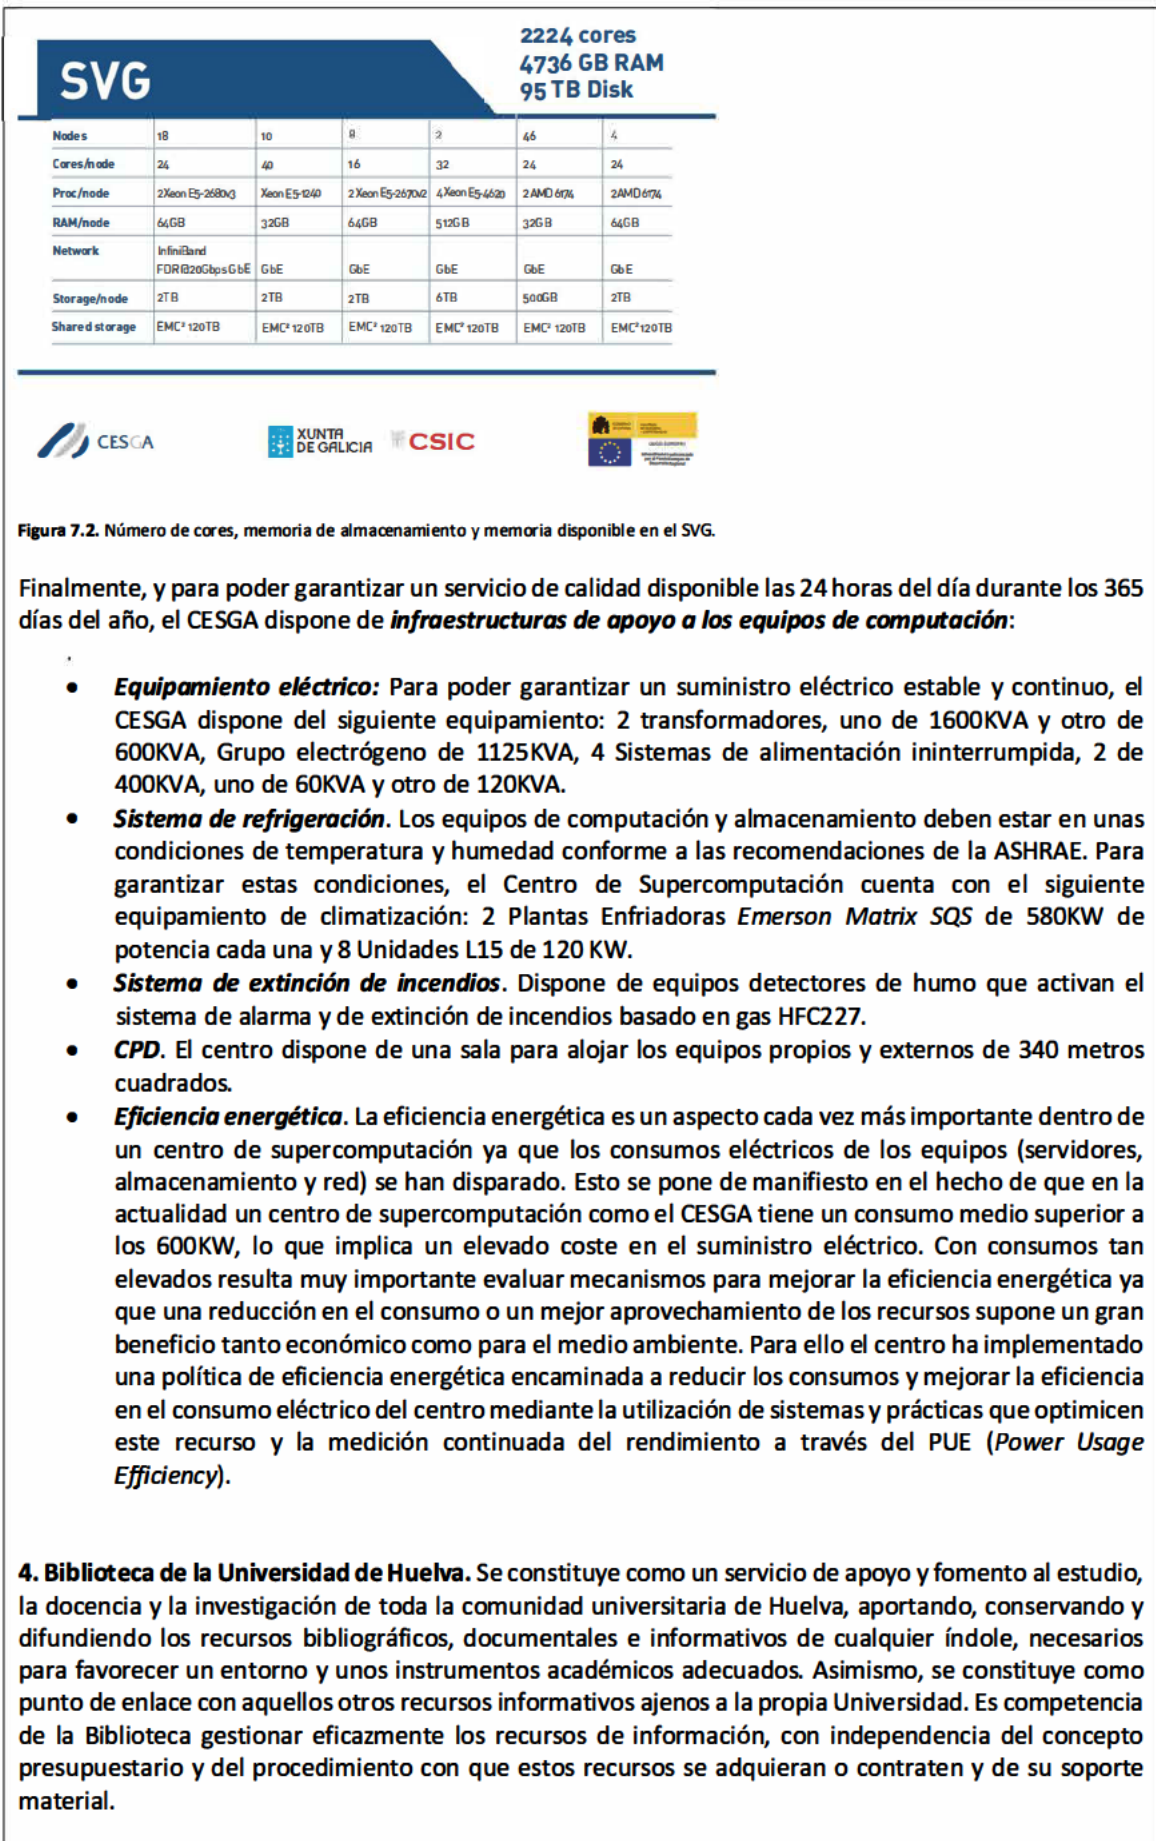 2224 cores
4736 GB RAM
95 TB Disk
SVG
Nodes 18 10 8 2 46 4
Cores/node 24 40 16 32 24 24
Proc/node 2Xeon E5-2680v3 Xeon E5-1240 2 Xeon E5-2670v2 4 Xeon E5-4620 2 AMD 6174 2AMD 6174
RAM/node 64GB 32GB 64GB 512GB 32GB 64GB
Network InfiniBand
FDR@20Gbps GbE GbE GbE GbE GbE GbE
Storage/node 2TB 2TB 2TB 6TB 500GB 2TB
Shared storage EMC² 120TB EMC² 120TB EMC² 120TB EMC² 120TB EMC² 120TB EMC² 120TB
CESGA
XUNTA
DE GALICIA
CSIC
Figura 7.2. Número de cores, memoria de almacenamiento y memoria disponible en el SVG.
Finalmente, y para poder garantizar un servicio de calidad disponible las 24 horas del día durante los 365
días del año, el CESGA dispone de infraestructuras de apoyo a los equipos de computación:
• Equipamiento eléctrico: Para poder garantizar un suministro eléctrico estable y continuo, el
CESGA dispone del siguiente equipamiento: 2 transformadores, uno de 1600KVA y otro de
600KVA, Grupo electrógeno de 1125KVA, 4 Sistemas de alimentación ininterrumpida, 2 de
400KVA, uno de 60KVA y otro de 120KVA.
• Sistema de refrigeración. Los equipos de computación y almacenamiento deben estar en unas
condiciones de temperatura y humedad conforme a las recomendaciones de la ASHRAE. Para
garantizar estas condiciones, el Centro de Supercomputación cuenta con el siguiente
equipamiento de climatización: 2 Plantas Enfriadoras Emerson Matrix SQS de 580KW de
potencia cada una y 8 Unidades L15 de 120 KW.
• Sistema de extinción de incendios. Dispone de equipos detectores de humo que activan el
sistema de alarma y de extinción de incendios basado en gas HFC227.
• CPD. El centro dispone de una sala para alojar los equipos propios y externos de 340 metros
cuadrados.
• Eficiencia energética. La eficiencia energética es un aspecto cada vez más importante dentro de
un centro de supercomputación ya que los consumos eléctricos de los equipos (servidores,
almacenamiento y red) se han disparado. Esto se pone de manifiesto en el hecho de que en la
actualidad un centro de supercomputación como el CESGA tiene un consumo medio superior a
los 600KW, lo que implica un elevado coste en el suministro eléctrico. Con consumos tan
elevados resulta muy importante evaluar mecanismos para mejorar la eficiencia energética ya
que una reducción en el consumo o un mejor aprovechamiento de los recursos supone un gran
beneficio tanto económico como para el medio ambiente. Para ello el centro ha implementado
una política de eficiencia energética encaminada a reducir los consumos y mejorar la eficiencia
en el consumo eléctrico del centro mediante la utilización de sistemas y prácticas que optimicen
este recurso y la medición continuada del rendimiento a través del PUE (Power Usage
Efficiency).
4. Biblioteca de la Universidad de Huelva. Se constituye como un servicio de apoyo y fomento al estudio,
la docencia y la investigación de toda la comunidad universitaria de Huelva, aportando, conservando y
difundiendo los recursos bibliográficos, documentales e informativos de cualquier índole, necesarios
para favorecer un entorno y unos instrumentos académicos adecuados. Asimismo, se constituye como
punto de enlace con aquellos otros recursos informativos ajenos a la propia Universidad. Es competencia
de la Biblioteca gestionar eficazmente los recursos de información, con independencia del concepto
presupuestario y del procedimiento con que estos recursos se adquieran o contraten y de su soporte
material.